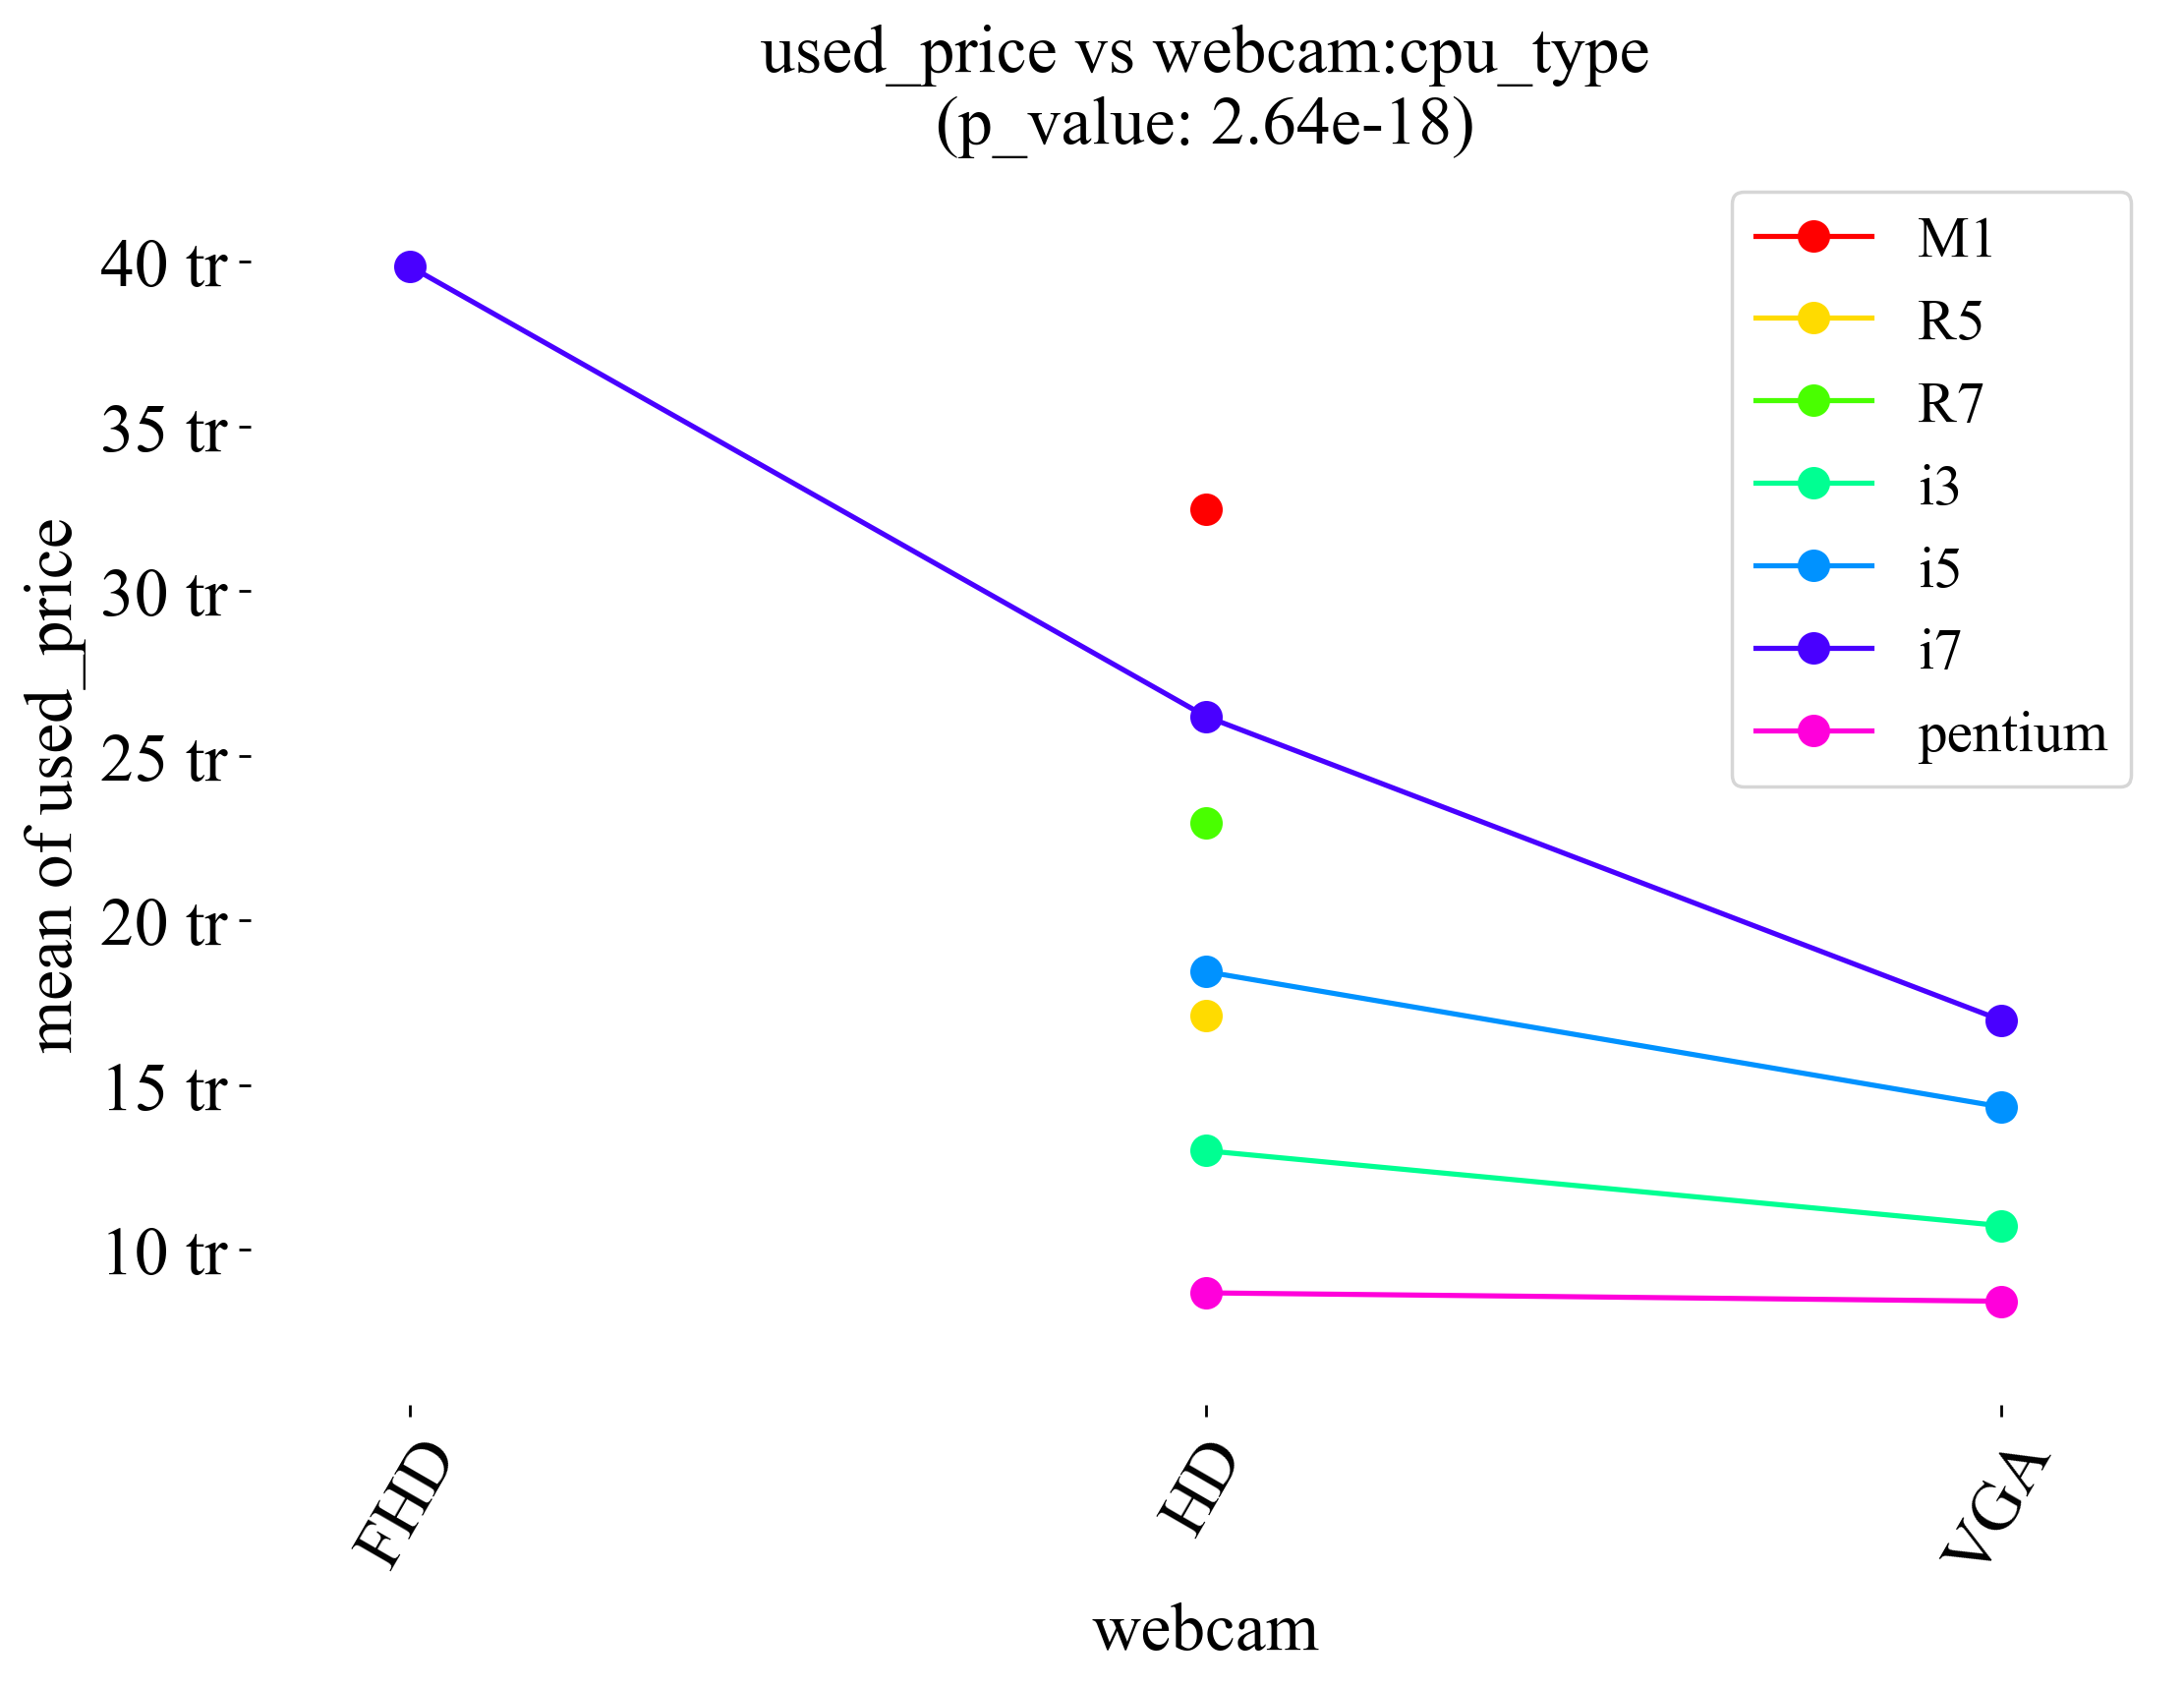 used_price vs webcam:cpu_type
(p_value: 2.64e-18)
M1
R5
R7
i3
i5
i7
pentium
mean of used_price
40 tr
35 tr
30 tr
25 tr
20 tr
15 tr
10 tr
FHD
HD
VGA
webcam